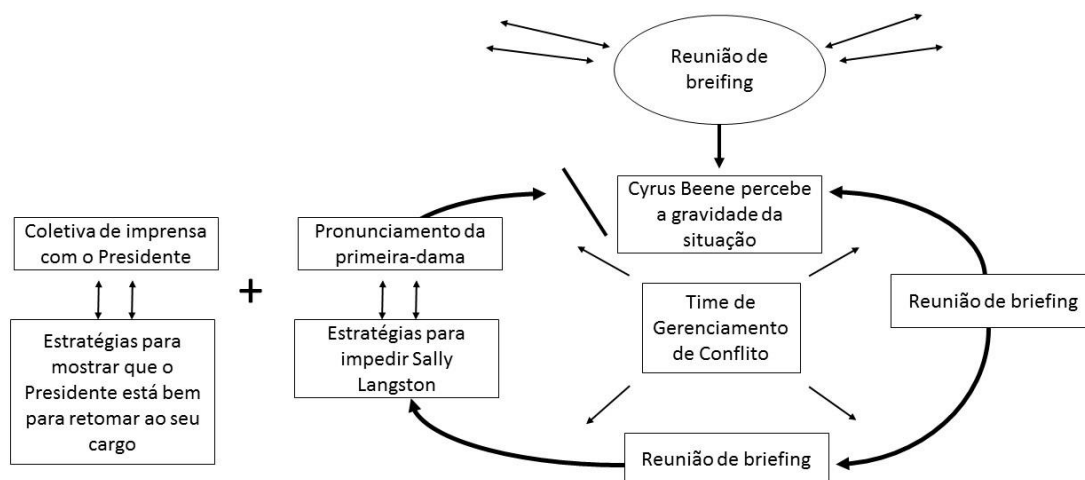 Reunião de
breifing
Cyrus Beene percebe
a gravidade da
situação
Coletiva de imprensa
com o Presidente
+
Pronunciamento da
primeira-dama
Reunião de briefing
Time de
Gerenciamento
de Conflito
Estratégias para
mostrar que o
Presidente está bem
para retomar ao seu
cargo
Estratégias para
impedir Sally
Langston
Reunião de briefing